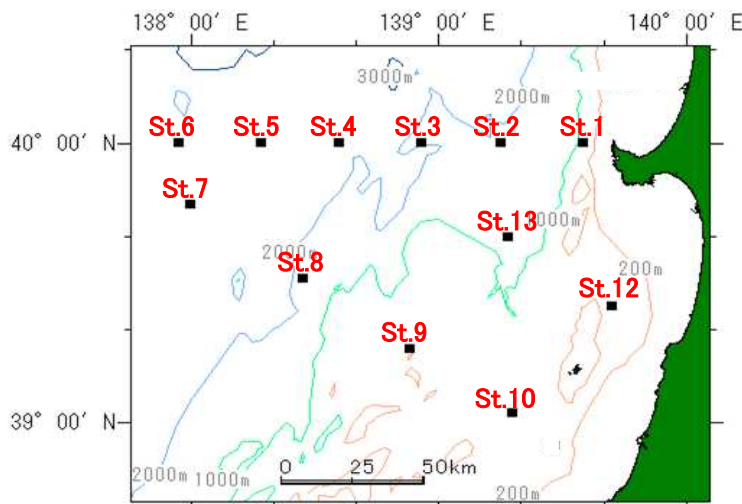 138° 00′ E
139° 00′ E
140° 00′ E
3000m
2000m
St.6
St.5
St.4
St.3
St.2
St.1
40° 00′ N
St.7
St.13
1000m
2000m
St.8
200m
St.12
St.9
St.10
39° 00′ N
0
25
50km
2000m
1000m
200m